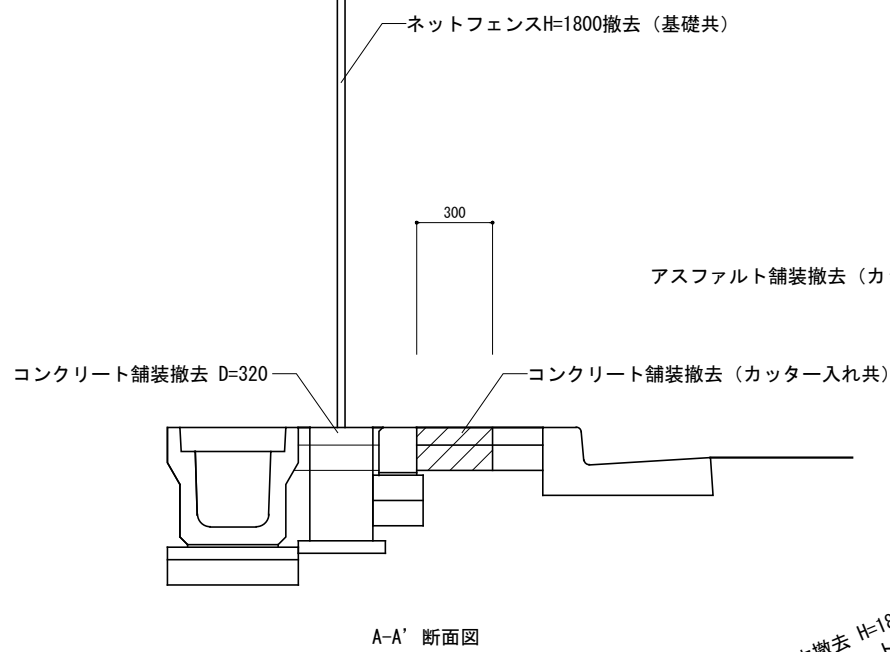 ネットフェンスH=1800撤去（基礎共）
300
アスファルト舗装撤去（カ
コンクリート舗装撤去 D=320
コンクリート舗装撤去（カッター入れ共）
A-A' 断面図
撤去 H=18